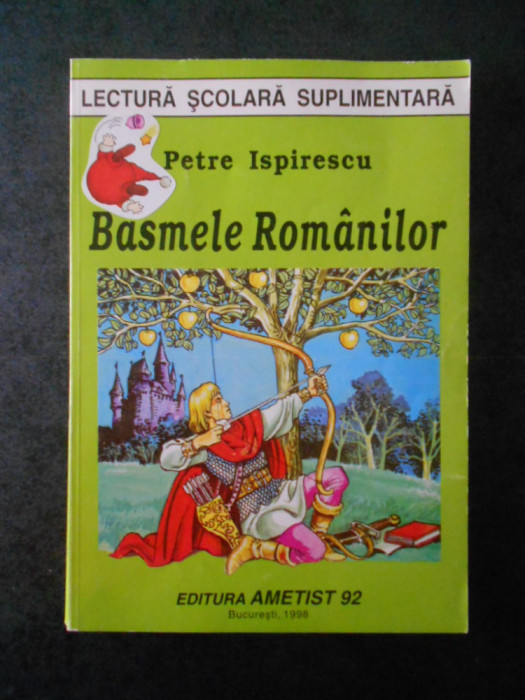 LECTURĂ ŞCOLARĂ SUPLIMENTARĂ
Petre Ispirescu
Basmele Românilor
EDITURA AMETIST 92
Bucureşti, 1998